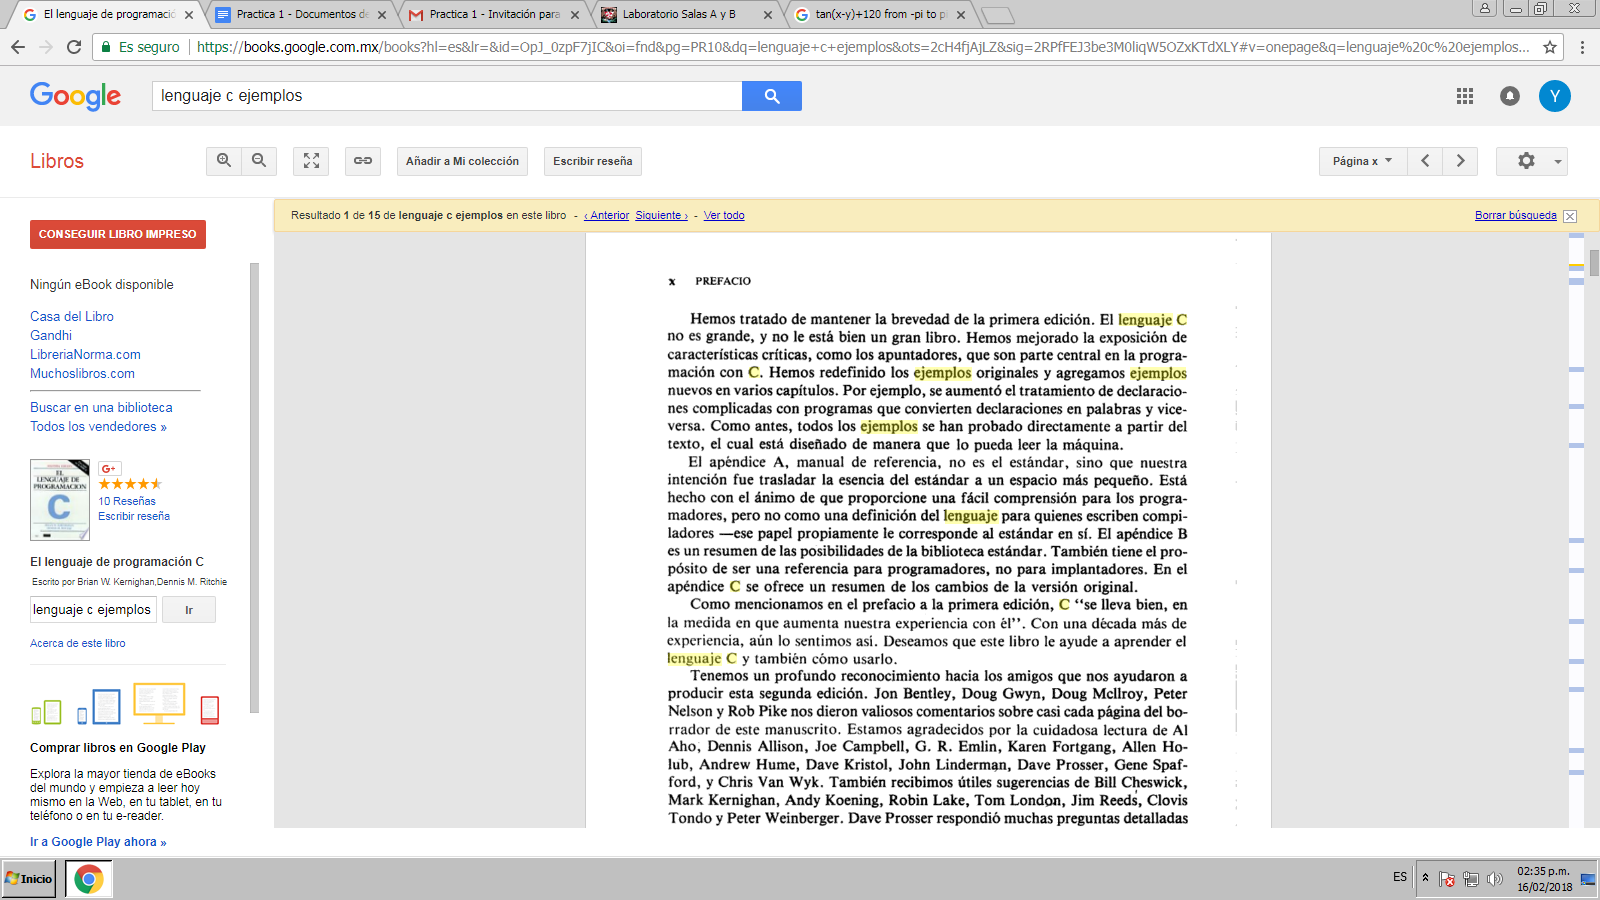 El lenguaje de programació
Practica 1 - Documentos de
Practica 1 - Invitación para
Laboratorio Salas A y B
tan(x-y)+120 from -pi to p
Es seguro
https://books.google.com.mx/books?hl=es&lr=&id=OpJ_0zpF7jIC&oi=fnd&pg=PR10&dq=lenguaje+c+ejemplos&ots=2cH4fjAjLZ&sig=2RPfFEJ3be3M0liqW5OZxKTdXLY#v=onepage&q=lenguaje%20c%20ejemplos...
Google
lenguaje c ejemplos
Y
Libros
Añadir a Mi colección
Escribir reseña
Página x
Resultado 1 de 15 de lenguaje c ejemplos en este libro - ‹ Anterior Siguiente › - Ver todo
Borrar búsqueda
CONSEGUIR LIBRO IMPRESO
Ningún eBook disponible
Casa del Libro
Gandhi
LibreriaNorma.com
Muchoslibros.com
Buscar en una biblioteca
Todos los vendedores »
EL
LENGUAJE DE
PROGRAMACION
C
G+
10 Reseñas
Escribir reseña
El lenguaje de programación C
Escrito por Brian W. Kernighan,Dennis M. Ritchie
lenguaje c ejemplos
Ir
Acerca de este libro
Comprar libros en Google Play
Explora la mayor tienda de eBooks
del mundo y empieza a leer hoy
mismo en la Web, en tu tablet, en tu
teléfono o en tu e-reader.
Ir a Google Play ahora »
x PREFACIO
Hemos tratado de mantener la brevedad de la primera edición. El lenguaje C
no es grande, y no le está bien un gran libro. Hemos mejorado la exposición de
características críticas, como los apuntadores, que son parte central en la progra-
mación con C. Hemos redefinido los ejemplos originales y agregamos ejemplos
nuevos en varios capítulos. Por ejemplo, se aumentó el tratamiento de declaracio-
nes complicadas con programas que convierten declaraciones en palabras y vice-
versa. Como antes, todos los ejemplos se han probado directamente a partir del
texto, el cual está diseñado de manera que lo pueda leer la máquina.
El apéndice A, manual de referencia, no es el estándar, sino que nuestra
intención fue trasladar la esencia del estándar a un espacio más pequeño. Está
hecho con el ánimo de que proporcione una fácil comprensión para los progra-
madores, pero no como una definición del lenguaje para quienes escriben compi-
ladores —ese papel propiamente le corresponde al estándar en sí. El apéndice B
es un resumen de las posibilidades de la biblioteca estándar. También tiene el pro-
pósito de ser una referencia para programadores, no para implantadores. En el
apéndice C se ofrece un resumen de los cambios de la versión original.
Como mencionamos en el prefacio a la primera edición, C “se lleva bien, en
la medida en que aumenta nuestra experiencia con él”. Con una década más de
experiencia, aún lo sentimos así. Deseamos que este libro le ayude a aprender el
lenguaje C y también cómo usarlo.
Tenemos un profundo reconocimiento hacia los amigos que nos ayudaron a
producir esta segunda edición. Jon Bentley, Doug Gwyn, Doug McIlroy, Peter
Nelson y Rob Pike nos dieron valiosos comentarios sobre casi cada página del bo-
rrador de este manuscrito. Estamos agradecidos por la cuidadosa lectura de Al
Aho, Dennis Allison, Joe Campbell, G. R. Emlin, Karen Fortgang, Allen Ho-
lub, Andrew Hume, Dave Kristol, John Linderman, Dave Prosser, Gene Spaf-
ford, y Chris Van Wyk. También recibimos útiles sugerencias de Bill Cheswick,
Mark Kernighan, Andy Koening, Robin Lake, Tom London, Jim Reeds, Clovis
Tondo y Peter Weinberger. Dave Prosser respondió muchas preguntas detalladas
Inicio
ES
02:35 p.m.
16/02/2018